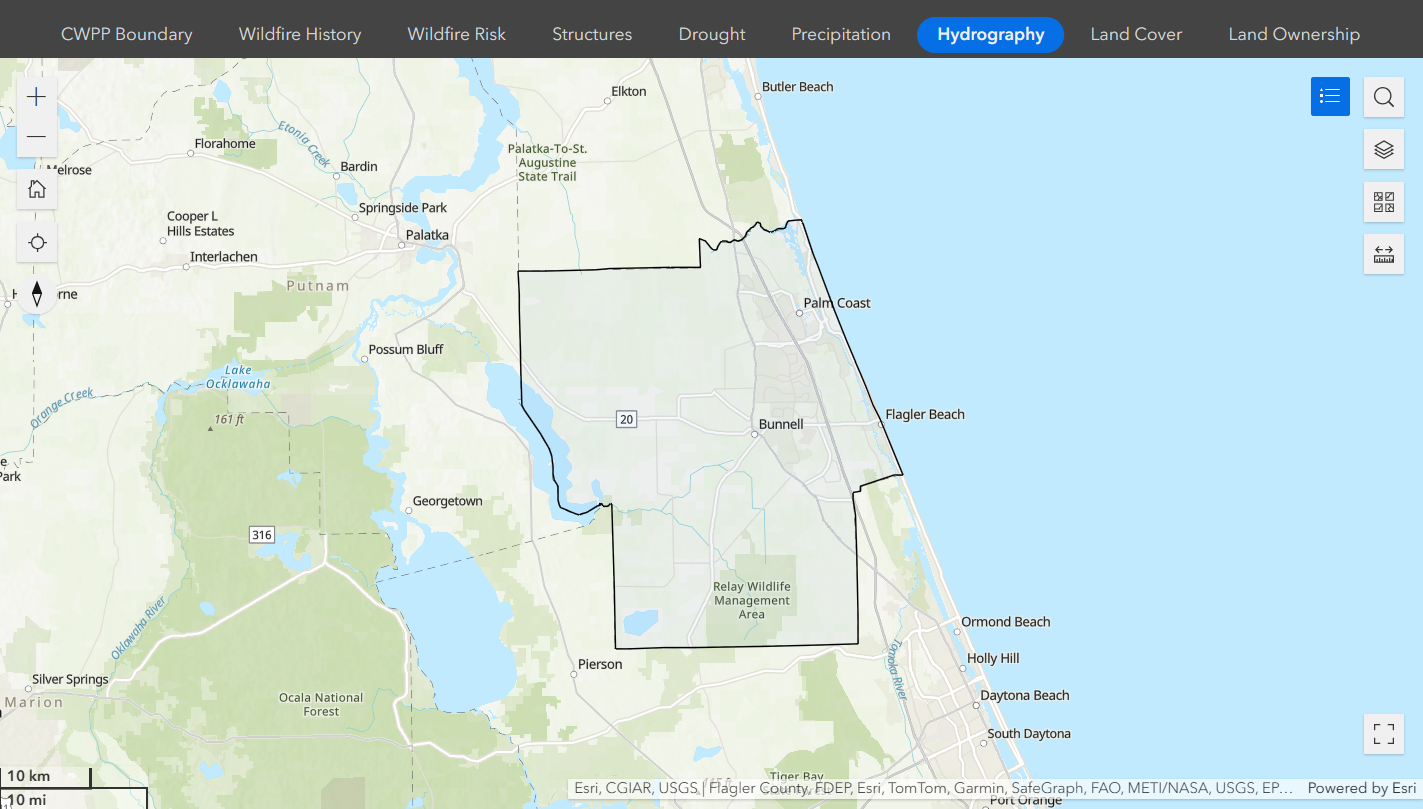 CWPP Boundary
Wildfire History
Wildfire Risk
Structures
Drought
Precipitation
Hydrography
Land Cover
Land Ownership
Butler Beach
Elkton
Etonia Creek
Florahome
Palatka-To-St.
Augustine
State Trail
Bardin
Melrose
Springside Park
Cooper L
Hills Estates
Palatka
Interlachen
Putnam
Palm Coast
Possum Bluff
Lake
Ocklawaha
Orange Creek
161 ft
20
Flagler Beach
Bunnell
Park
Georgetown
316
Relay Wildlife
Management
Area
Oklawaha River
Ormond Beach
Tomoka River
Holly Hill
Pierson
Silver Springs
Marion
Ocala National
Forest
Daytona Beach
South Daytona
10 km
Tiger Bay
Esri, CGIAR, USGS | Flagler County, FDEP, Esri, TomTom, Garmin, SafeGraph, FAO, METI/NASA, USGS, EP...
Powered by Esri
10 mi
Port Orange